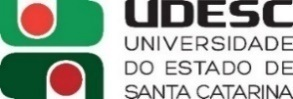 UDESC
UNIVERSIDADE
DO ESTADO DE
SANTA CATARINA